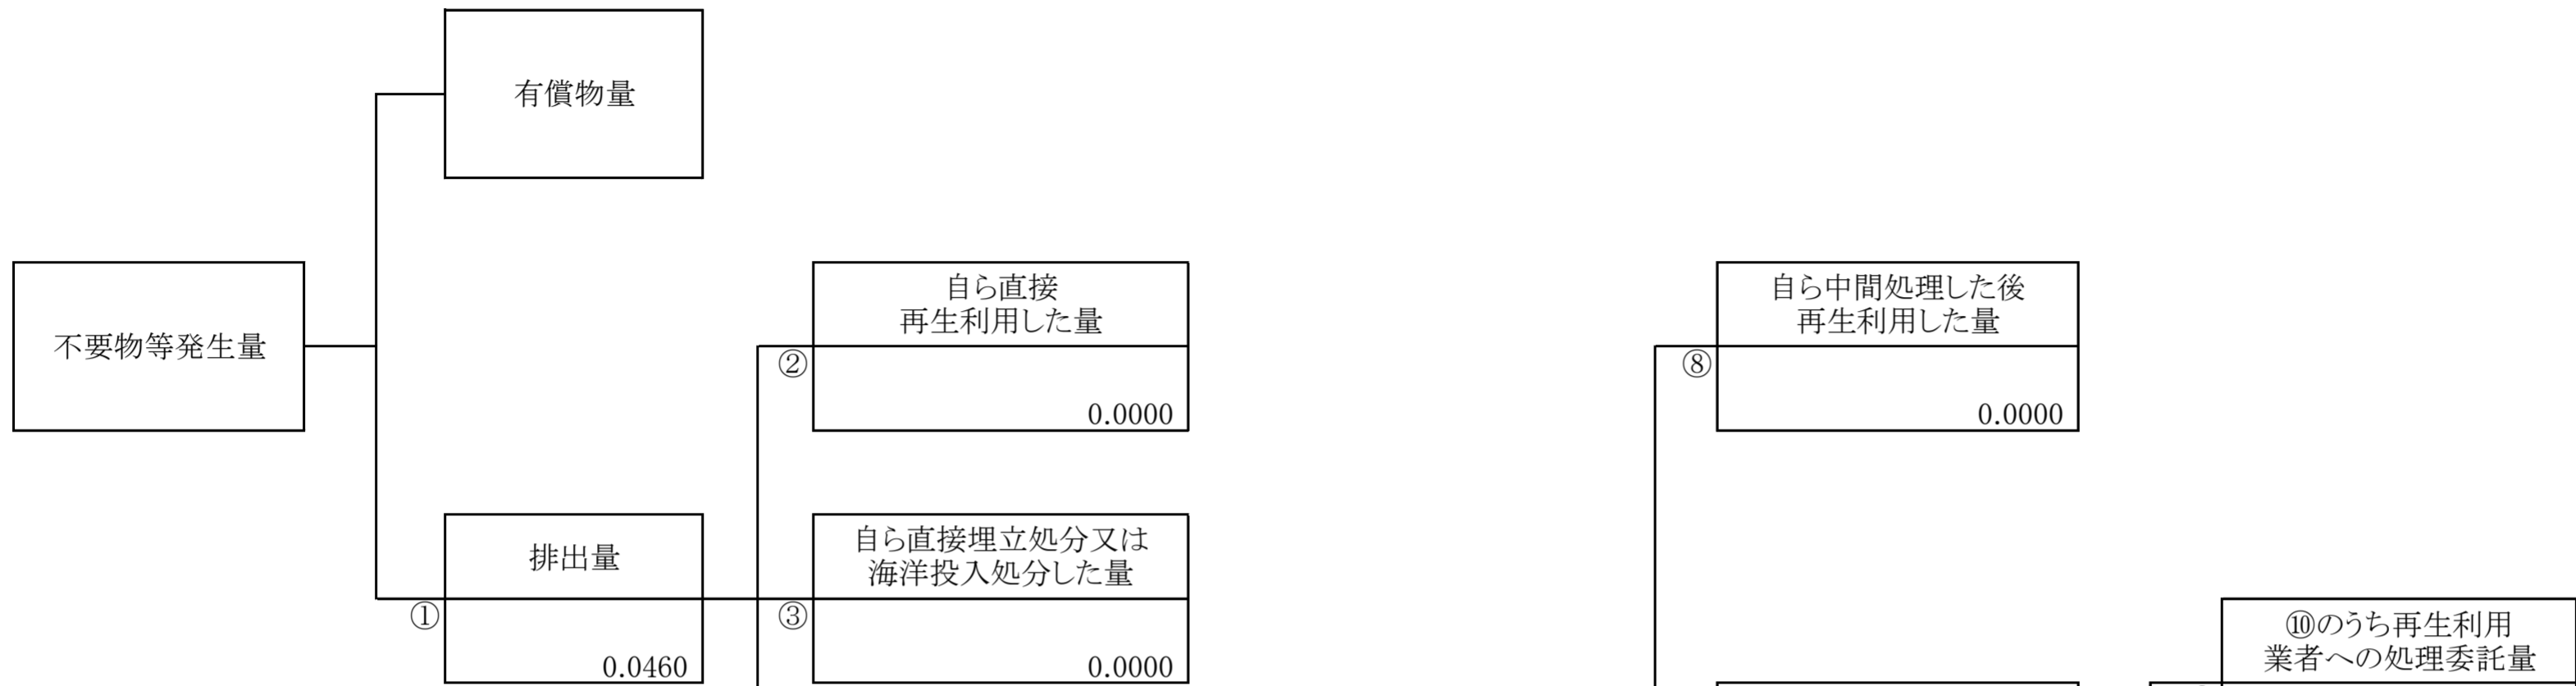 有償物量
不要物等発生量
自ら直接
再生利用した量
②
0.0000
自ら中間処理した後
再生利用した量
⑧
0.0000
排出量
①
0.0460
自ら直接埋立処分又は
海洋投入処分した量
③
0.0000
⑩のうち再生利用
業者への処理委託量